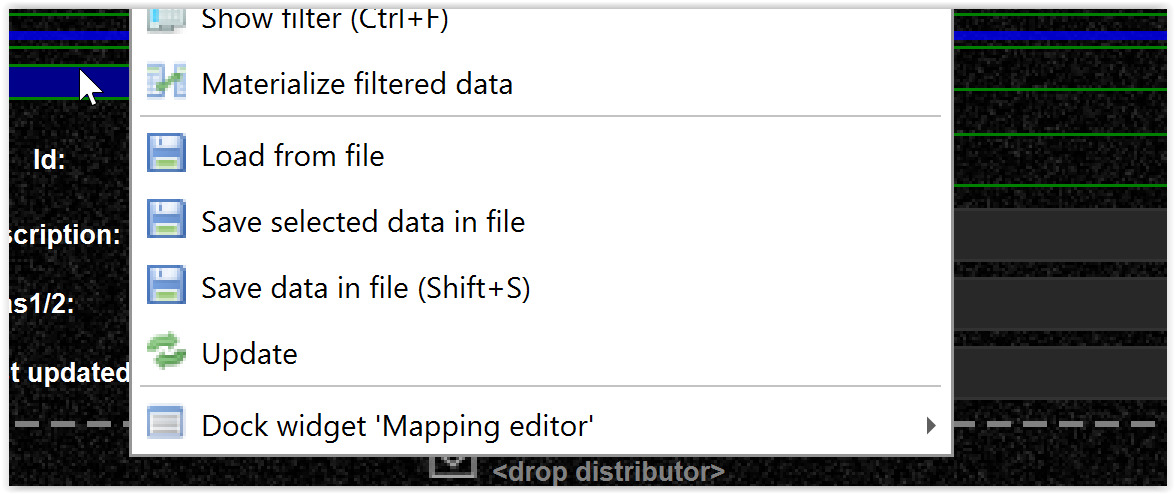 Show filter (Ctrl+F)
Materialize filtered data
Id:
Load from file
scription:
Save selected data in file
as1/2:
Save data in file (Shift+S)
Update
t updated
Dock widget 'Mapping editor'
<drop distributor>